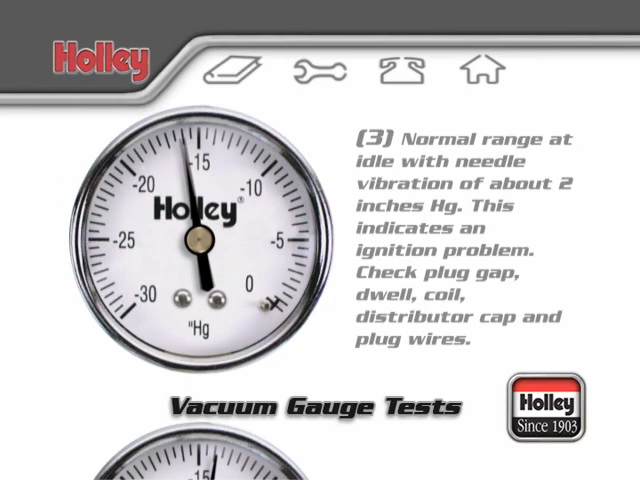 Holley
(3) Normal range at
idle with needle
vibration of about 2
inches Hg. This
indicates an
ignition problem.
Check plug gap,
dwell, coil,
distributor cap and
plug wires.
-15
-20
-10
Holley®
-25
-5
-30
0
"Hg
Vacuum Gauge Tests
Holley
Since 1903
-15